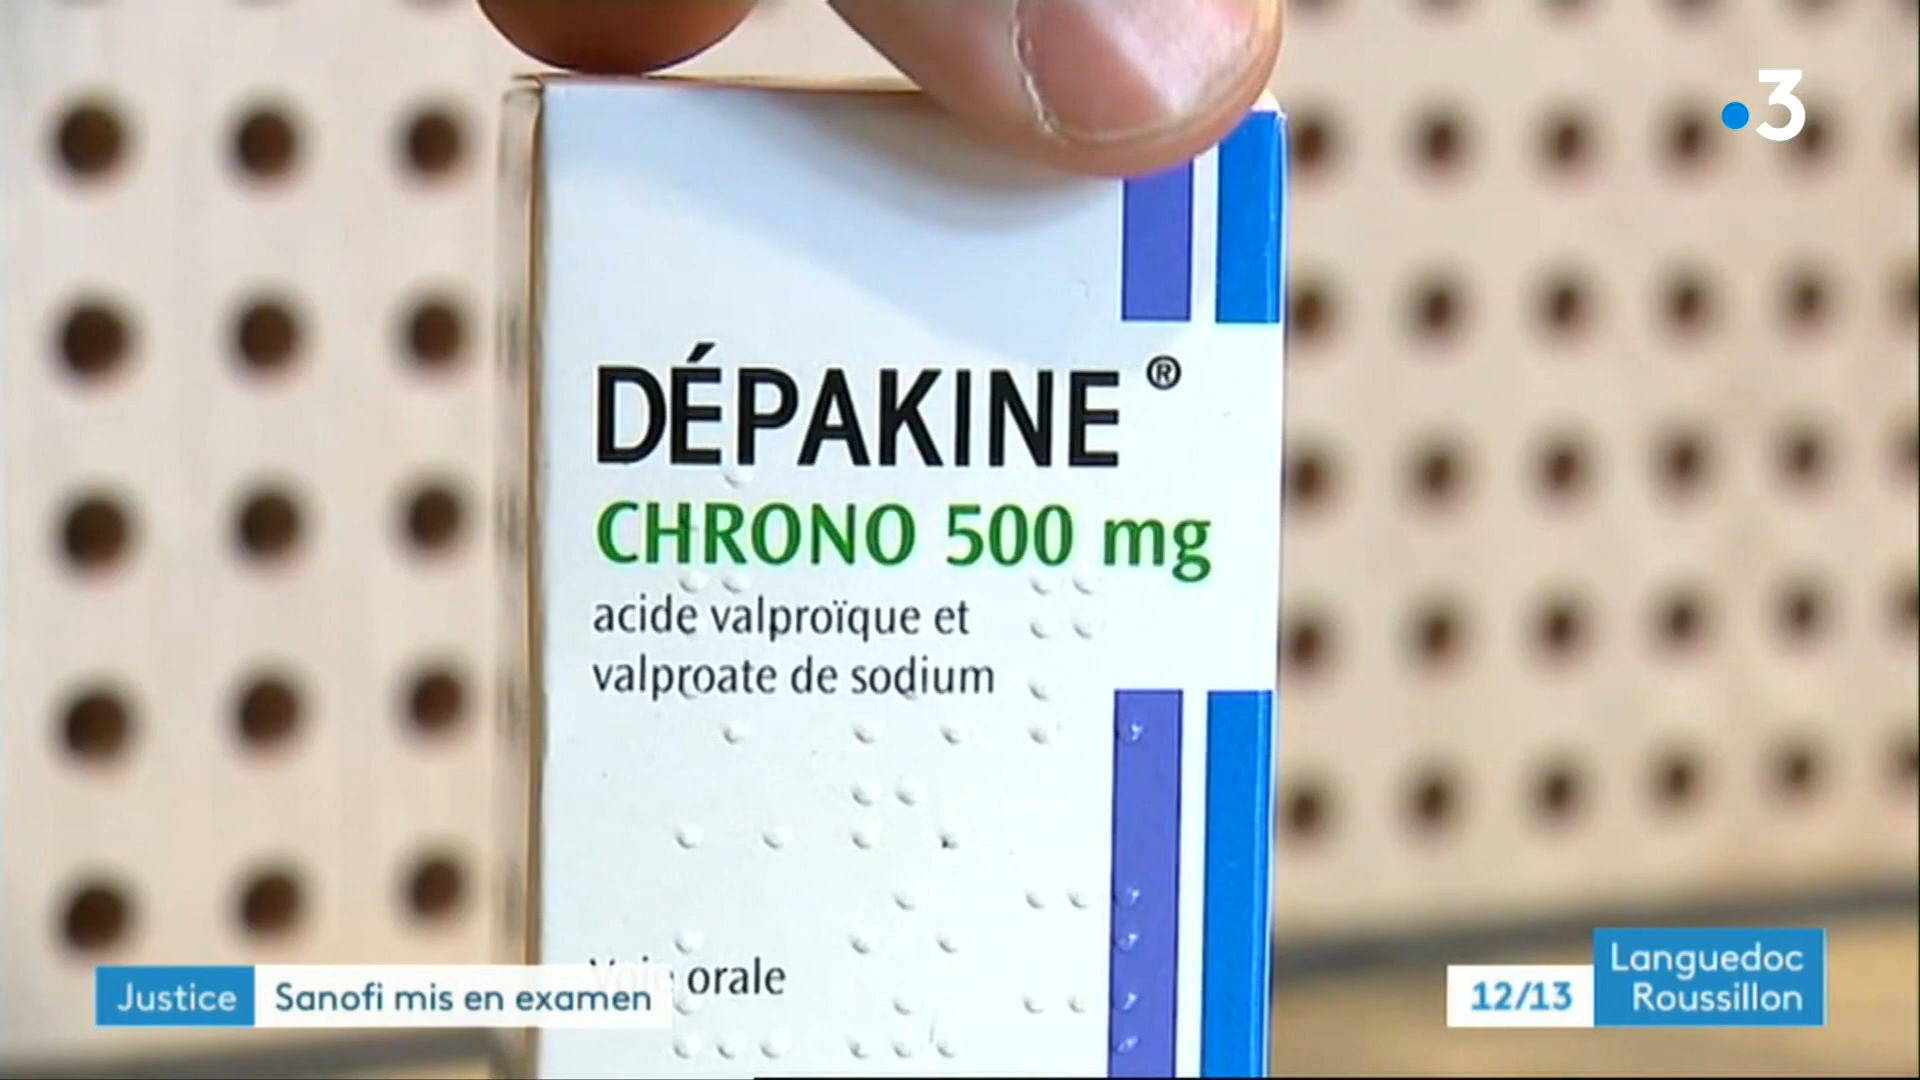 3
DÉPAKINE®
CHRONO 500 mg
acide valproïque et
valproate de sodium
Voie orale
Justice
Sanofi mis en examen
12/13
Languedoc
Roussillon